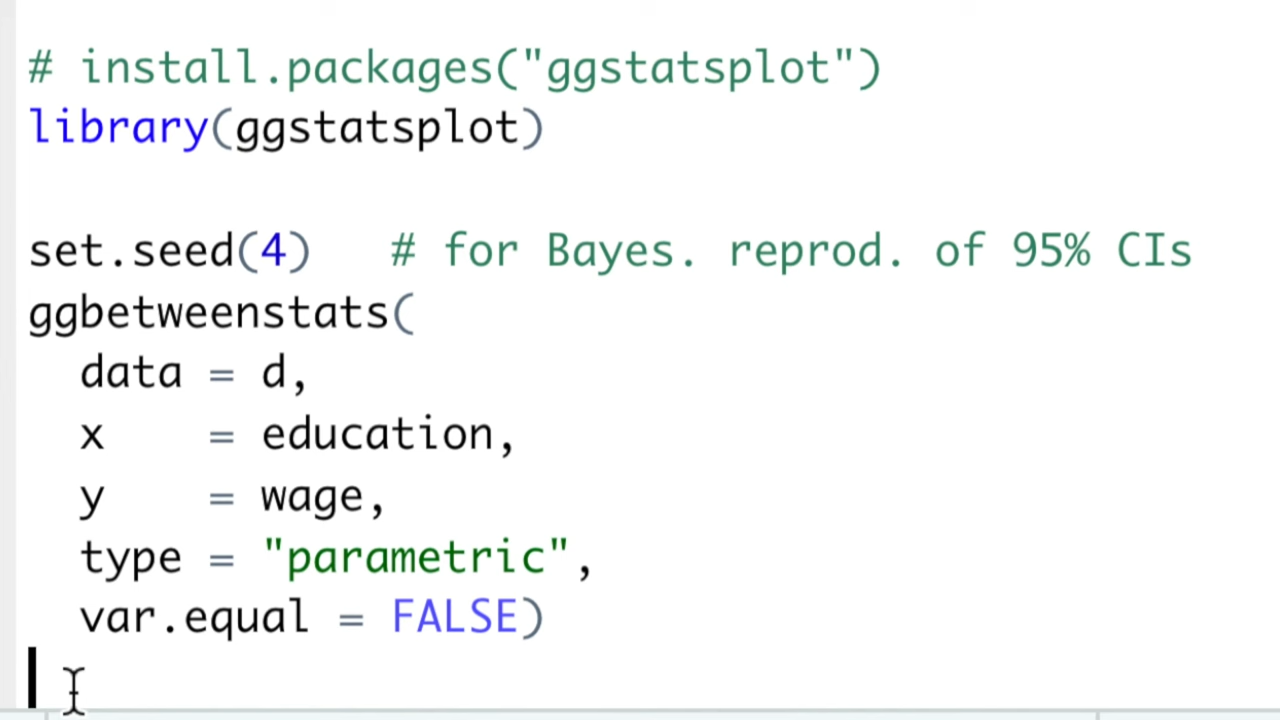 # install.packages("ggstatsplot")
library(ggstatsplot)
set.seed(4)   # for Bayes. reprod. of 95% CIs
ggbetweenstats(
  data = d,
  x    = education,
  y    = wage,
  type = "parametric",
  var.equal = FALSE)